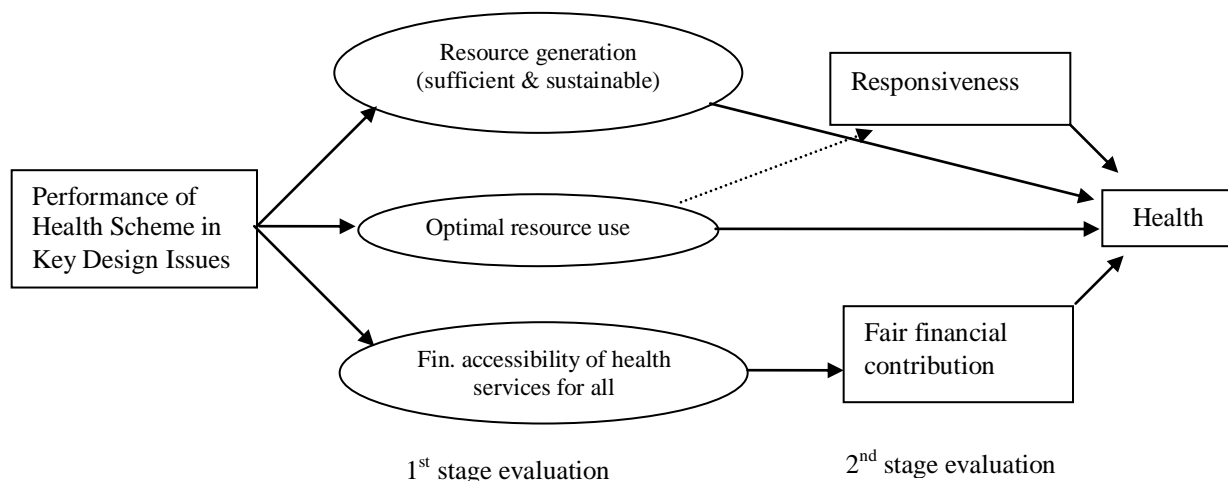 Performance of
Health Scheme in
Key Design Issues
Resource generation
(sufficient & sustainable)
Optimal resource use
Fin. accessibility of health
services for all
Responsiveness
Fair financial
contribution
Health
1st stage evaluation
2nd stage evaluation